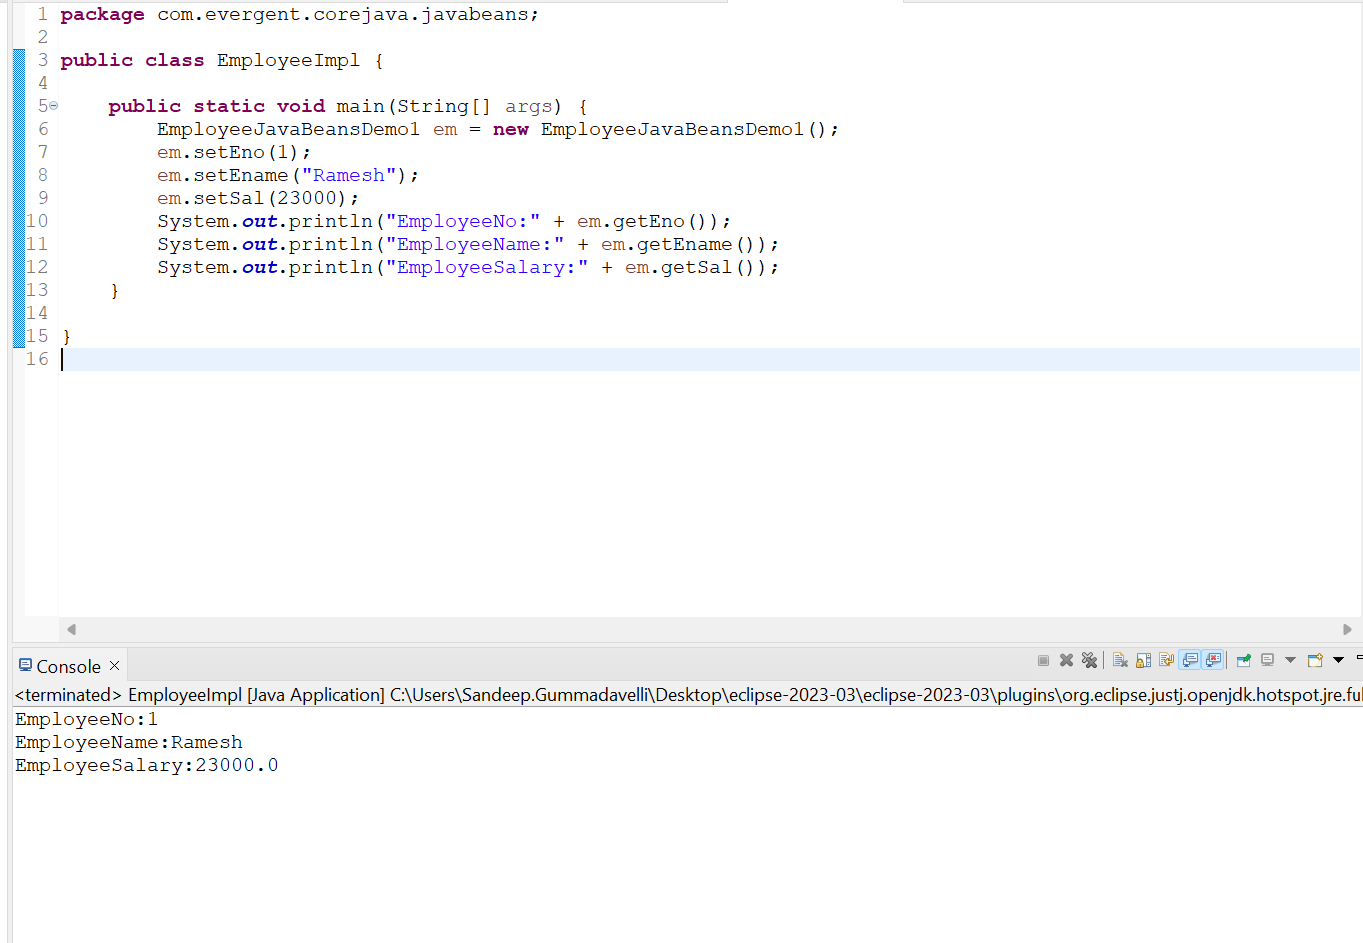 1 package com.evergent.corejava.javabeans;
2
3 public class EmployeeImpl {
4
5     public static void main(String[] args) {
6         EmployeeJavaBeansDemo1 em = new EmployeeJavaBeansDemo1();
7         em.setEno(1);
8         em.setEname("Ramesh");
9         em.setSal(23000);
10         System.out.println("EmployeeNo:" + em.getEno());
11         System.out.println("EmployeeName:" + em.getEname());
12         System.out.println("EmployeeSalary:" + em.getSal());
13     }
14
15 }
16
Console
<terminated> EmployeeImpl [Java Application] C:\Users\Sandeep.Gummadavelli\Desktop\eclipse-2023-03\eclipse-2023-03\plugins\org.eclipse.justj.openjdk.hotspot.jre.ful
EmployeeNo:1
EmployeeName:Ramesh
EmployeeSalary:23000.0